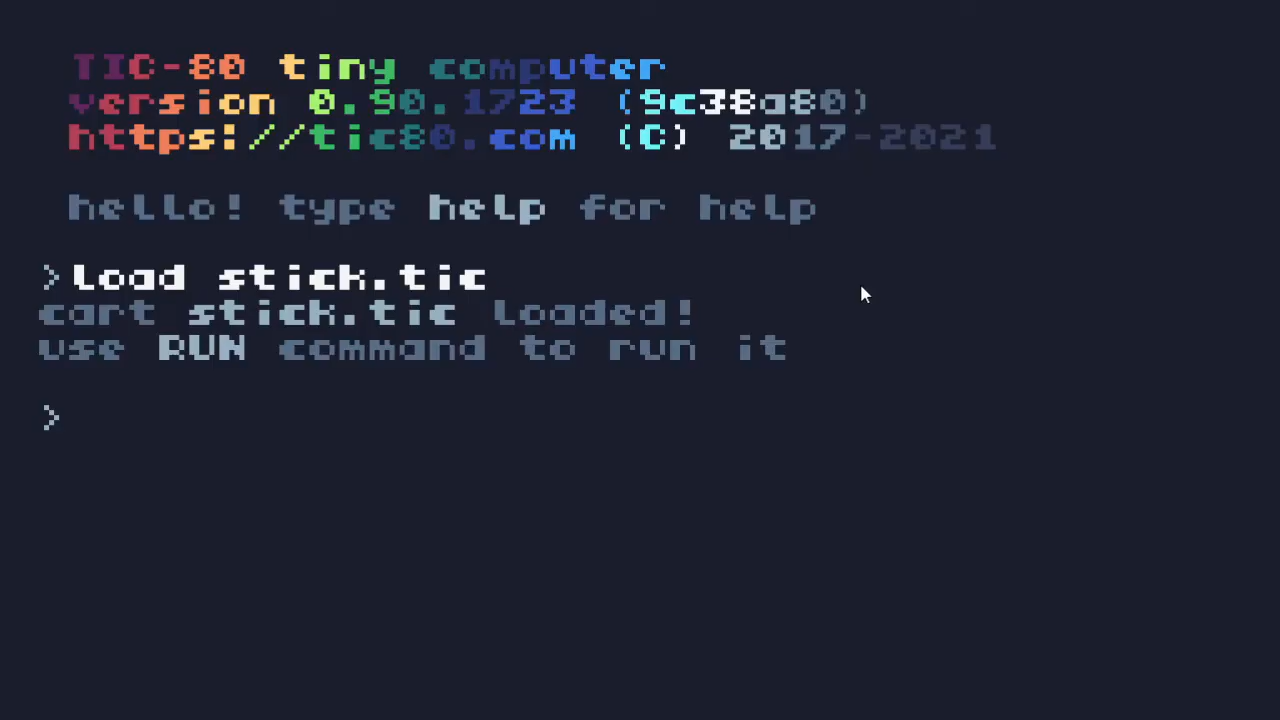 TIC-80 tiny computer
version 0.90.1723 (9c38a80)
https://tic80.com (C) 2017-2021
hello! type help for help
>load stick.tic
cart stick.tic loaded!
use RUN command to run it
>